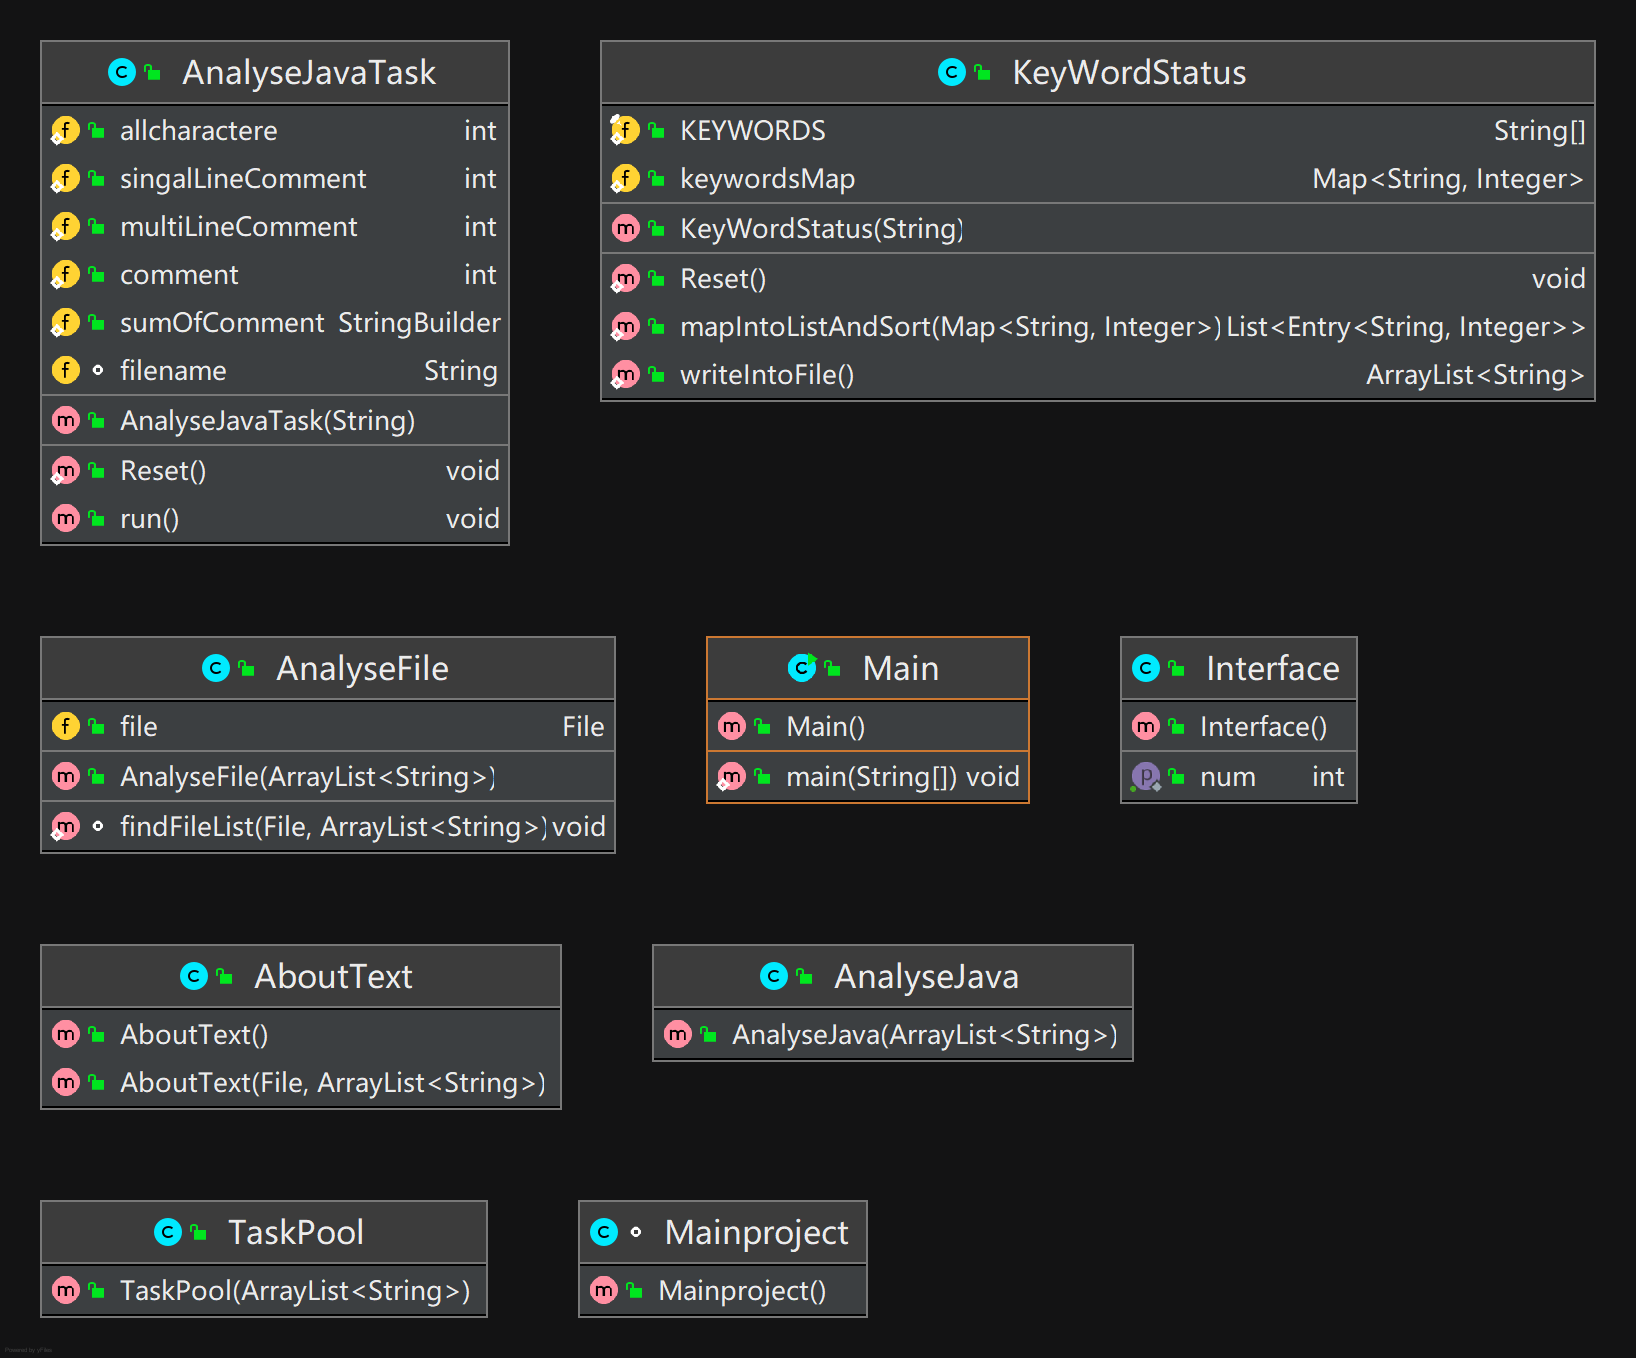 AnalyseJavaTask
allcharactere int
singalLineComment int
multiLineComment int
comment int
sumOfComment StringBuilder
filename String
AnalyseJavaTask(String)
Reset() void
run() void
KeyWordStatus
KEYWORDS String[]
keywordsMap Map<String, Integer>
KeyWordStatus(String)
Reset() void
mapIntoListAndSort(Map<String, Integer>) List<Entry<String, Integer>>
writeIntoFile() ArrayList<String>
AnalyseFile
file File
AnalyseFile(ArrayList<String>)
findFileList(File, ArrayList<String>) void
Main
Main()
main(String[]) void
Interface
Interface()
num int
AboutText
AboutText()
AboutText(File, ArrayList<String>)
AnalyseJava
AnalyseJava(ArrayList<String>)
TaskPool
TaskPool(ArrayList<String>)
Mainproject
Mainproject()
Powered by yFiles